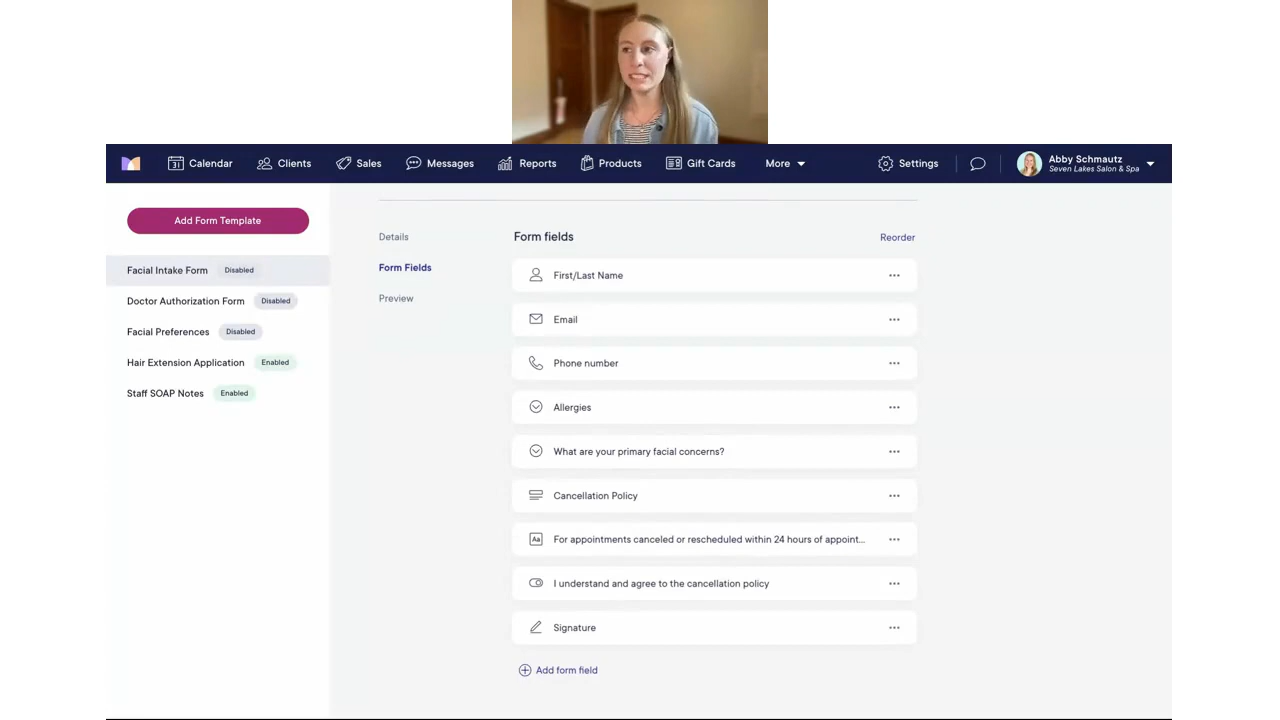 Calendar Clients Sales Messages Reports Products Gift Cards More Settings Abby Schmautz
Seven Lakes Salon & Spa
Add Form Template
Facial Intake Form Disabled
Doctor Authorization Form Disabled
Facial Preferences Disabled
Hair Extension Application Enabled
Staff SOAP Notes Enabled
Details
Form Fields
Preview
Form fields Reorder
First/Last Name
Email
Phone number
Allergies
What are your primary facial concerns?
Cancellation Policy
Aa For appointments canceled or rescheduled within 24 hours of appoint...
I understand and agree to the cancellation policy
Signature
Add form field